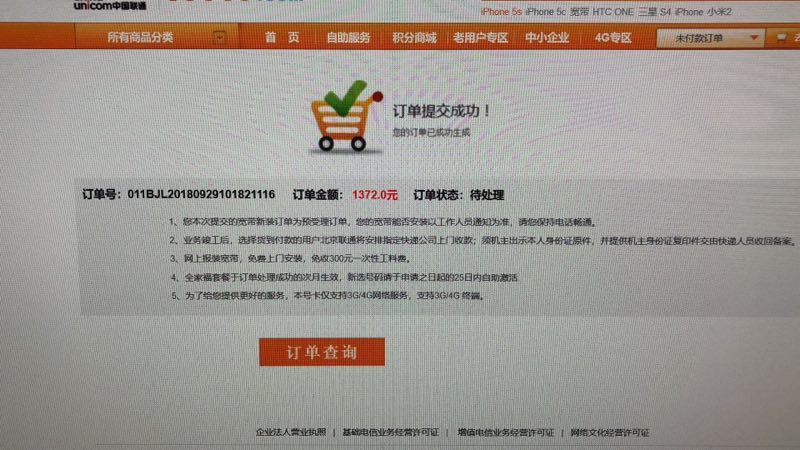 unicom中国联通
iPhone 5s iPhone 5c 宽带 HTC ONE 三星 S4 iPhone 小米2
所有商品分类 首 页 自助服务 积分商城 老用户专区 中小企业 4G专区 未付款订单
订单提交成功！
您的订单已成功生成
订单号：011BJL20180929101821116 订单金额：1372.0元 订单状态：待处理
1、您本次提交的宽带新装订单为预受理订单，您的宽带能否安装以工作人员通知为准，请您保持电话畅通。
2、业务竣工后，选择货到付款的用户北京联通将安排指定快递公司上门收款；须机主出示本人身份证原件，并提供机主身份证复印件交由快递人员收回备案。
3、网上报装宽带，免费上门安装，免收300元一次性工料费。
4、全家福套餐于订单处理成功的次月生效，新选号码请于申请之日起的25日内自助激活
5、为了给您提供更好的服务，本号卡仅支持3G/4G网络服务，支持3G/4G 终端。
订单查询
企业法人营业执照 | 基础电信业务经营许可证 | 增值电信业务经营许可证 | 网络文化经营许可证